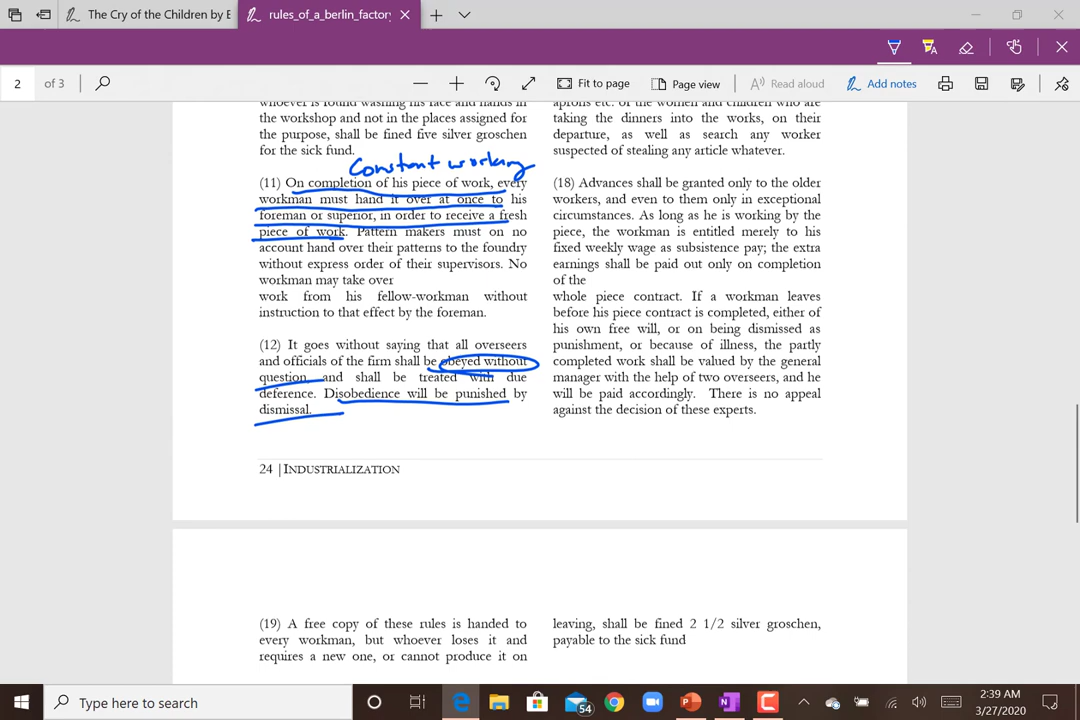 The Cry of the Children by E
rules_of_a_berlin_factory
2 of 3
Fit to page
Page view
Read aloud
Add notes
whoever is found washing his face and hands in
the workshop and not in the places assigned for
the purpose, shall be fined five silver groschen
for the sick fund.
Constant working
(11) On completion of his piece of work, every
workman must hand it over at once to his
foreman or superior, in order to receive a fresh
piece of work. Pattern makers must on no
account hand over their patterns to the foundry
without express order of their supervisors. No
workman may take over
work from his fellow-workman without
instruction to that effect by the foreman.
(12) It goes without saying that all overseers
and officials of the firm shall be obeyed without
question, and shall be treated with due
deference. Disobedience will be punished by
dismissal.
aprons etc. of the women and children who are
taking the dinners into the works, on their
departure, as well as search any worker
suspected of stealing any article whatever.
(18) Advances shall be granted only to the older
workers, and even to them only in exceptional
circumstances. As long as he is working by the
piece, the workman is entitled merely to his
fixed weekly wage as subsistence pay; the extra
earnings shall be paid out only on completion
of the
whole piece contract. If a workman leaves
before his piece contract is completed, either of
his own free will, or on being dismissed as
punishment, or because of illness, the partly
completed work shall be valued by the general
manager with the help of two overseers, and he
will be paid accordingly. There is no appeal
against the decision of these experts.
24 | INDUSTRIALIZATION
(19) A free copy of these rules is handed to
every workman, but whoever loses it and
requires a new one, or cannot produce it on
leaving, shall be fined 2 1/2 silver groschen,
payable to the sick fund
Type here to search
54
2:39 AM
3/27/2020